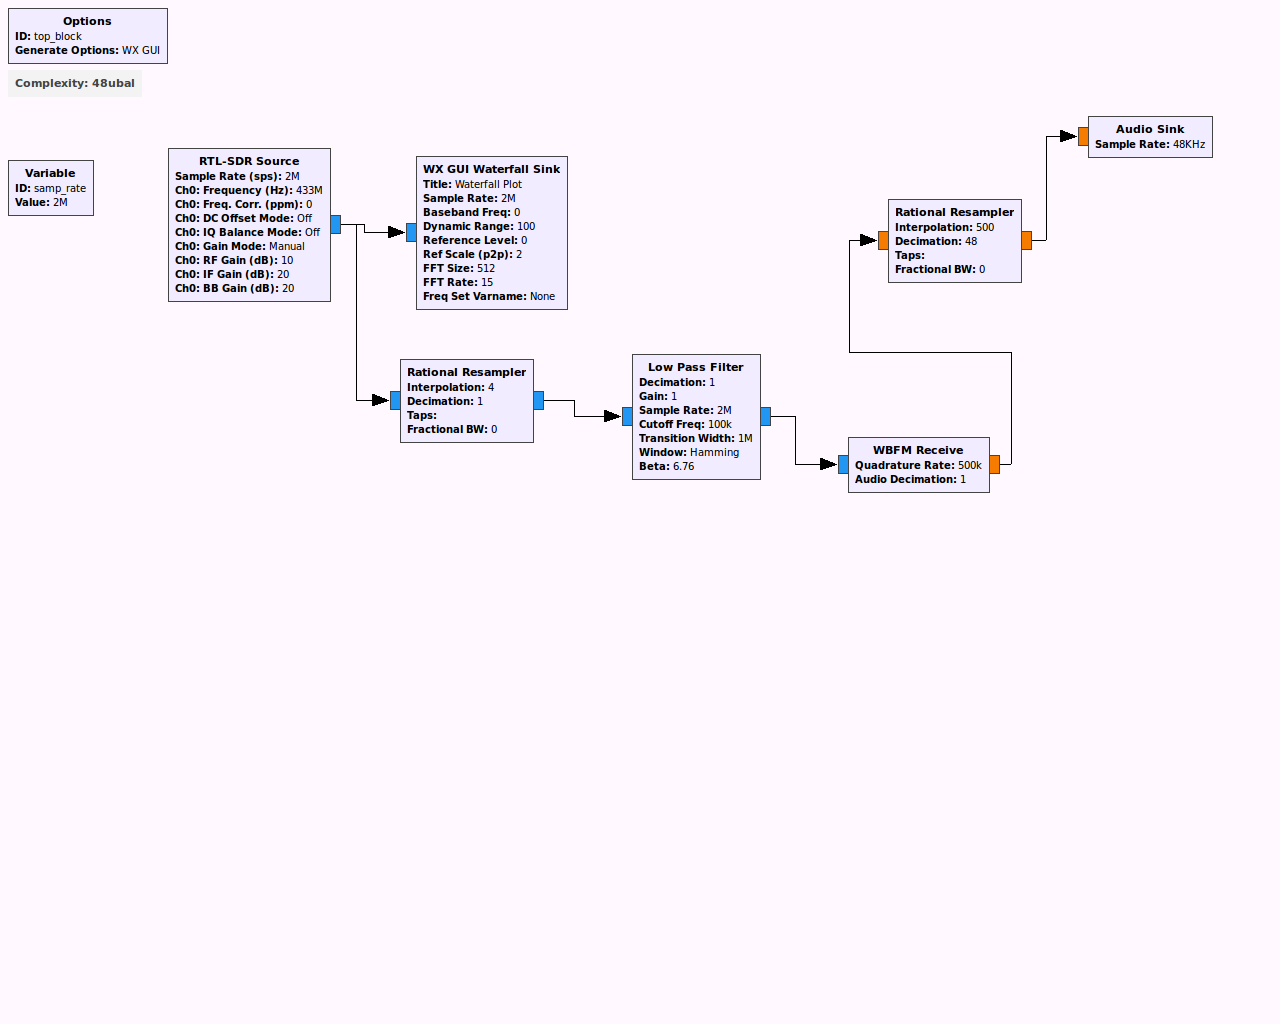 Options
ID: top_block
Generate Options: WX GUI
Complexity: 48ubal
Variable
ID: samp_rate
Value: 2M
RTL-SDR Source
Sample Rate (sps): 2M
Ch0: Frequency (Hz): 433M
Ch0: Freq. Corr. (ppm): 0
Ch0: DC Offset Mode: Off
Ch0: IQ Balance Mode: Off
Ch0: Gain Mode: Manual
Ch0: RF Gain (dB): 10
Ch0: IF Gain (dB): 20
Ch0: BB Gain (dB): 20
WX GUI Waterfall Sink
Title: Waterfall Plot
Sample Rate: 2M
Baseband Freq: 0
Dynamic Range: 100
Reference Level: 0
Ref Scale (p2p): 2
FFT Size: 512
FFT Rate: 15
Freq Set Varname: None
Rational Resampler
Interpolation: 4
Decimation: 1
Taps:
Fractional BW: 0
Low Pass Filter
Decimation: 1
Gain: 1
Sample Rate: 2M
Cutoff Freq: 100k
Transition Width: 1M
Window: Hamming
Beta: 6.76
WBFM Receive
Quadrature Rate: 500k
Audio Decimation: 1
Rational Resampler
Interpolation: 500
Decimation: 48
Taps:
Fractional BW: 0
Audio Sink
Sample Rate: 48KHz